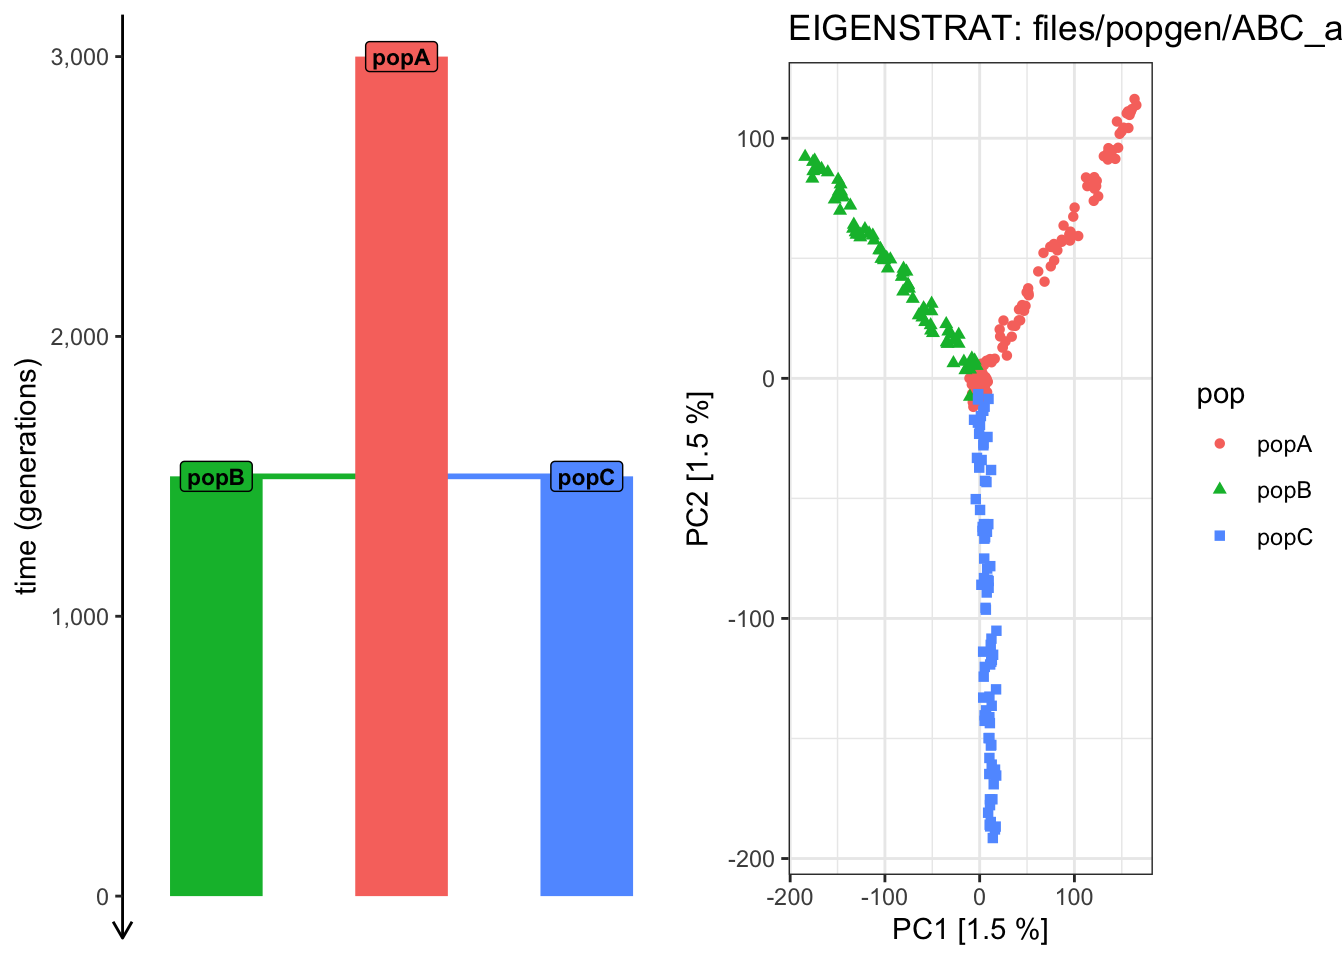 EIGENSTRAT: files/popgen/ABC_a
3,000
2,000
1,000
0
time (generations)
popA
popB
popC
100
0
-100
-200
PC2 [1.5 %]
-200
-100
0
100
PC1 [1.5 %]
pop
popA
popB
popC